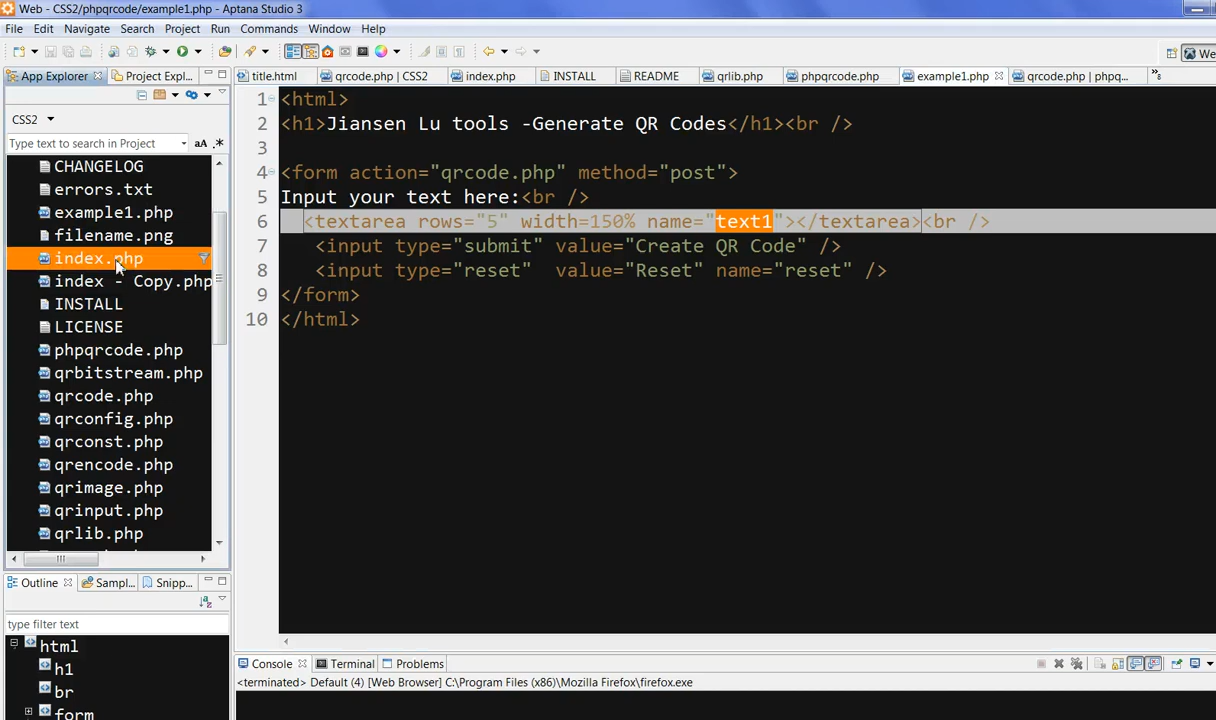 Web - CSS2/phpqrcode/example1.php - Aptana Studio 3
File Edit Navigate Search Project Run Commands Window Help
Web
App Explorer Project Expl...
title.html qrcode.php | CSS2 index.php INSTALL README qrlib.php phpqrcode.php example1.php qrcode.php | phpq...
CSS2
Type text to search in Project aA .*
CHANGELOG
errors.txt
example1.php
filename.png
index.php
index - Copy.php
INSTALL
LICENSE
phpqrcode.php
qrbitstream.php
qrcode.php
qrconfig.php
qrconst.php
qrencode.php
qrimage.php
qrinput.php
qrlib.php
1 <html>
2 <h1>Jiansen Lu tools -Generate QR Codes</h1><br />
3
4 <form action="qrcode.php" method="post">
5 Input your text here:<br />
6 <textarea rows="5" width=150% name="text1"></textarea><br />
7 <input type="submit" value="Create QR Code" />
8 <input type="reset" value="Reset" name="reset" />
9 </form>
10 </html>
Outline Sampl... Snipp...
type filter text
html
h1
br
form
Console Terminal Problems
<terminated> Default (4) [Web Browser] C:\Program Files (x86)\Mozilla Firefox\firefox.exe